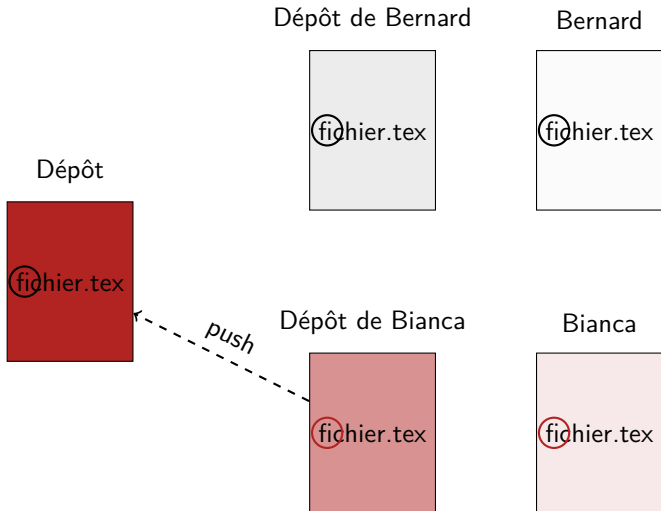 Dépôt de Bernard
Bernard
fichier.tex
fichier.tex
Dépôt
fichier.tex
push
Dépôt de Bianca
Bianca
fichier.tex
fichier.tex